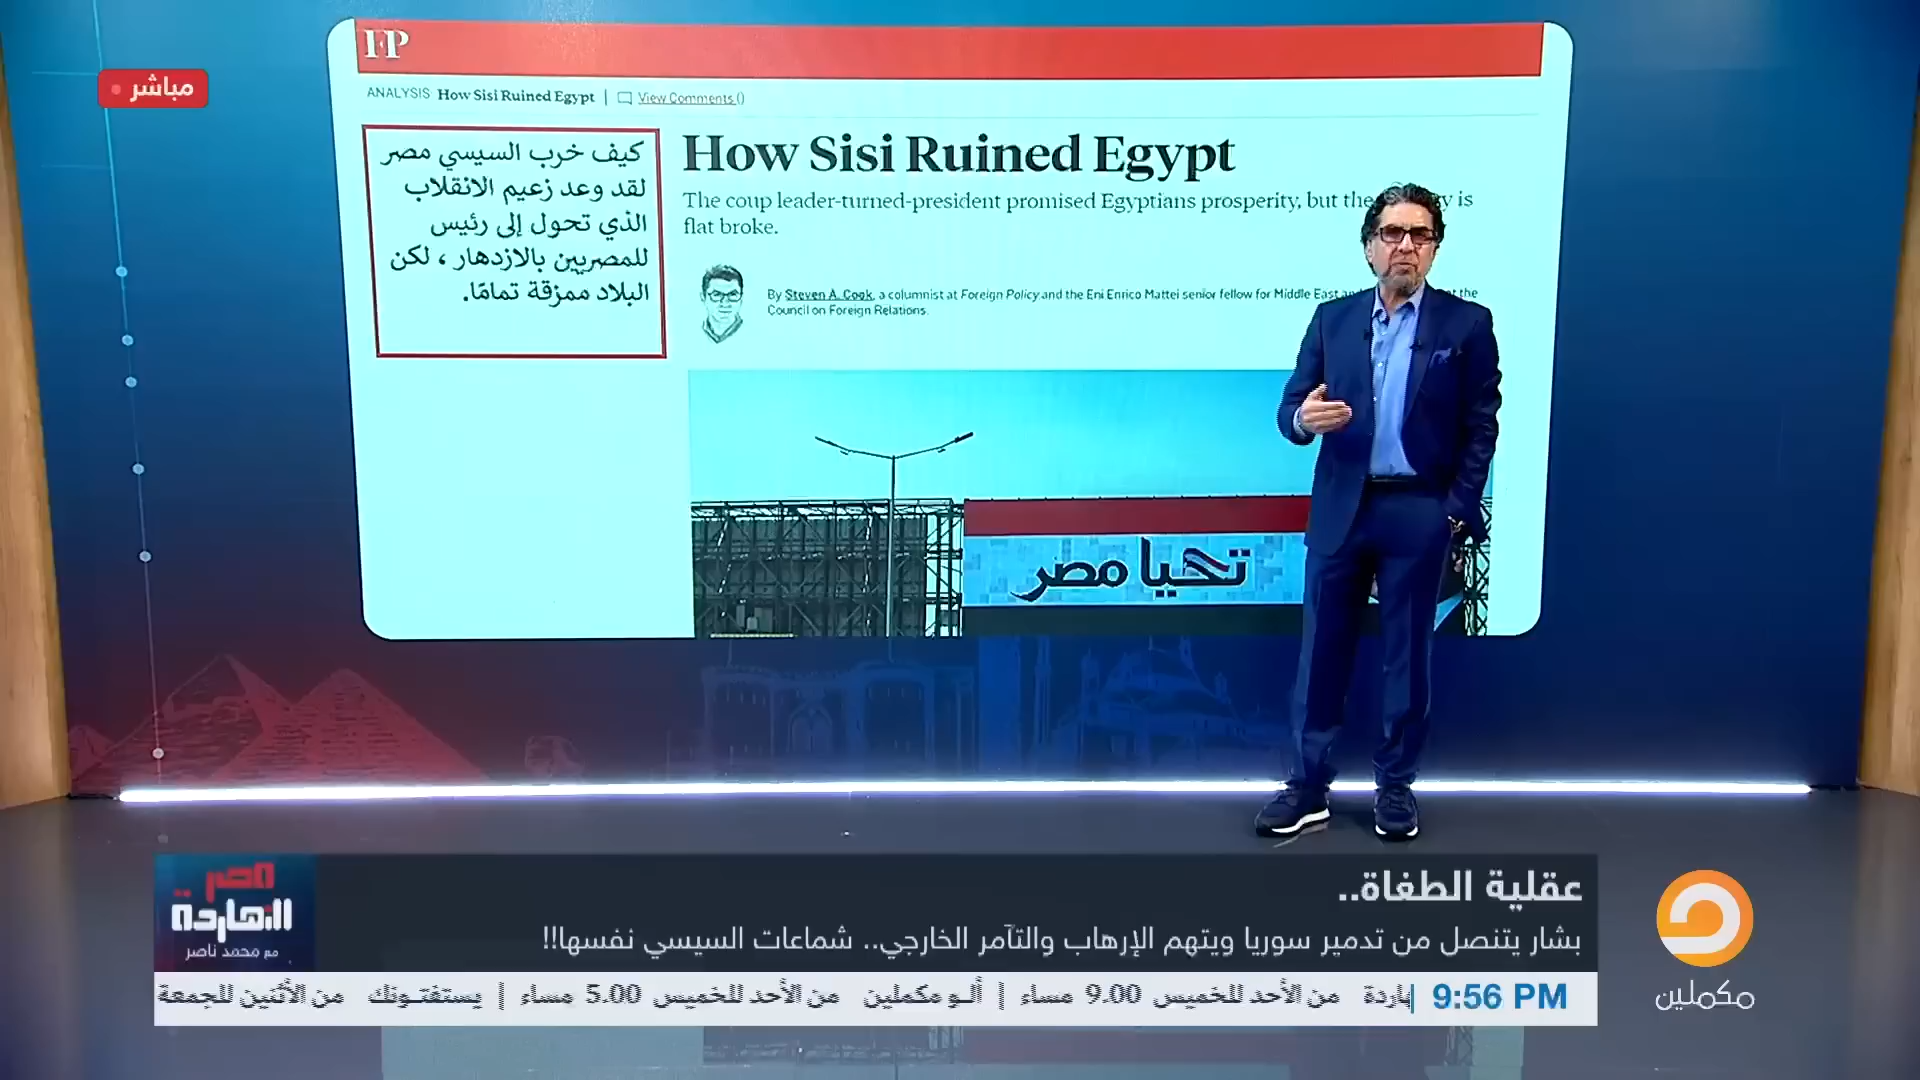 مباشر
FP
ANALYSIS How Sisi Ruined Egypt | View Comments ()
كيف خرب السيسي مصر
لقد وعد زعيم الانقلاب
الذي تحول إلى رئيس
للمصريين بالازدهار ، لكن
البلاد ممزقة تمامًا.
How Sisi Ruined Egypt
The coup leader-turned-president promised Egyptians prosperity, but the is
flat broke.
By Steven A. Cook, a columnist at Foreign Policy and the Eni Enrico Mattei senior fellow for Middle East and the
Council on Foreign Relations.
تحيا مصر
عقلية الطغاة..
بشار يتنصل من تدمير سوريا ويتهم الإرهاب والتآمر الخارجي.. شماعات السيسي نفسها!!
مصر
النهاردة
مع محمد ناصر
9:56 PM
من الأحد للخميس 9.00 مساء | ألـو مكملين من الأحد للخميس 5.00 مساء | يستفتـونك من الأثنين للجمعة
مكملين